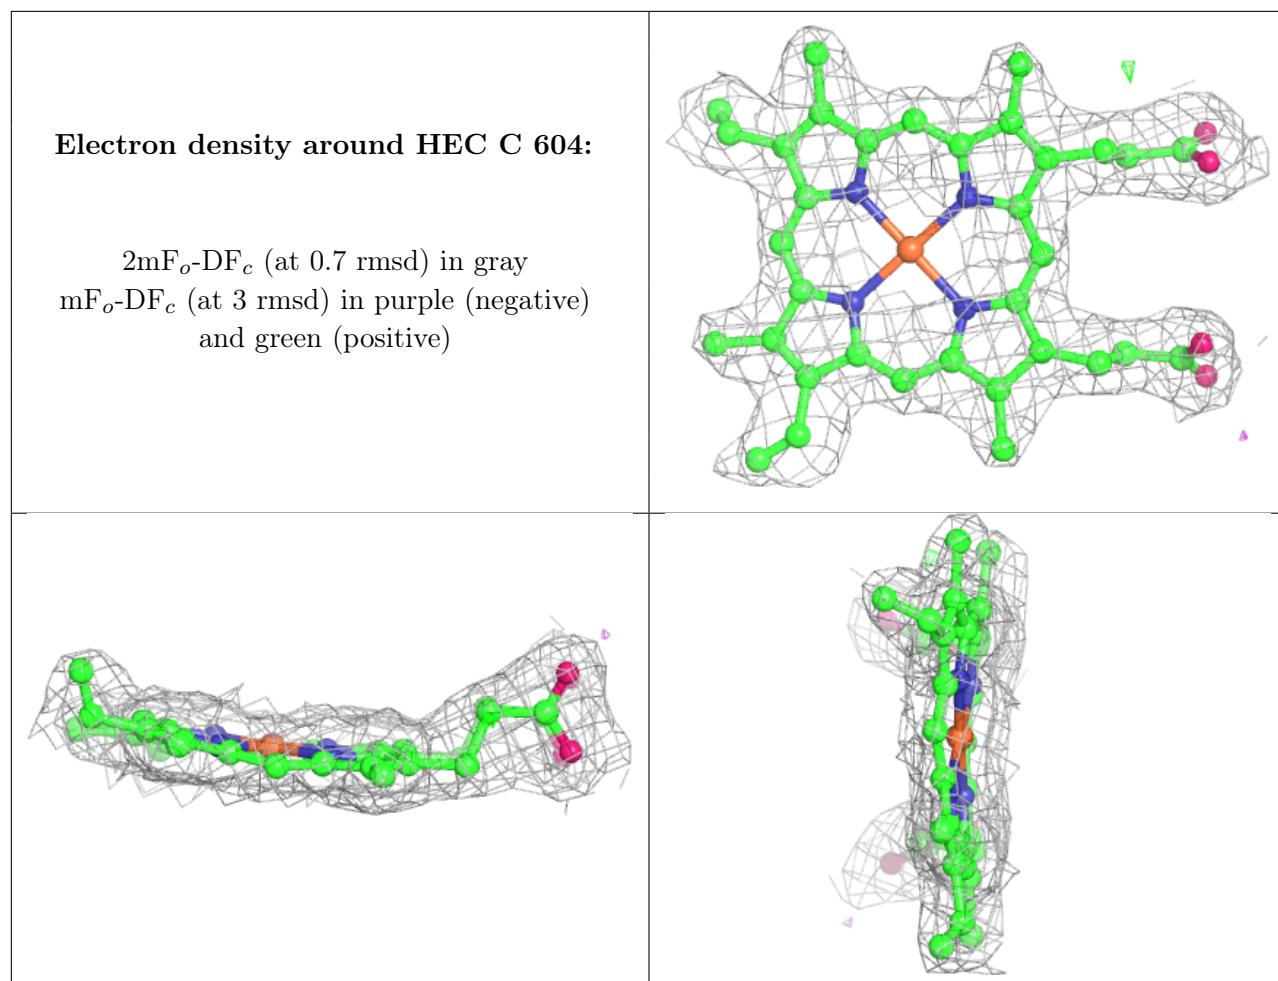 Electron density around HEC C 604:
2mFₒ-DF𝒸 (at 0.7 rmsd) in gray
mFₒ-DF𝒸 (at 3 rmsd) in purple (negative)
and green (positive)